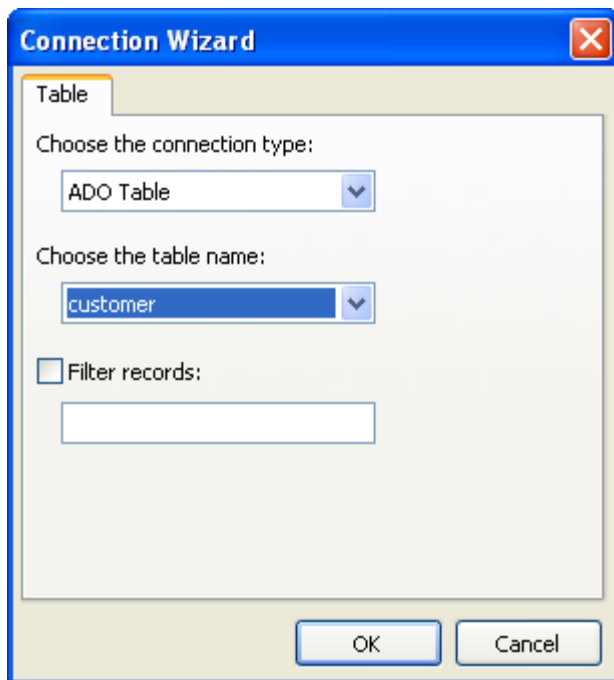 Connection Wizard
Table
Choose the connection type:
ADO Table
Choose the table name:
customer
Filter records:
OK Cancel